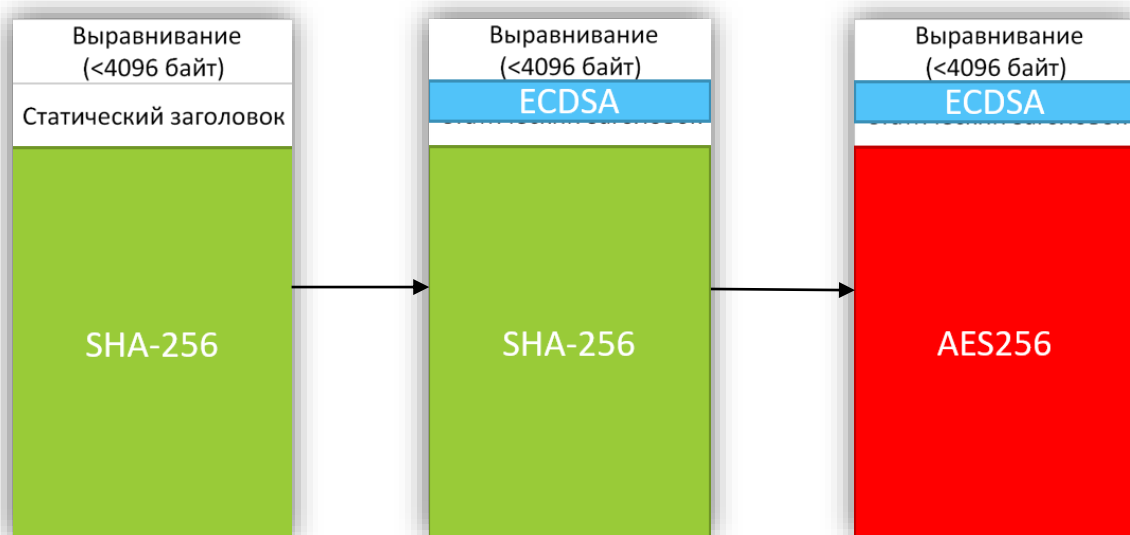 Выравнивание
(<4096 байт)
Статический заголовок
SHA-256
Выравнивание
(<4096 байт)
ECDSA
SHA-256
Выравнивание
(<4096 байт)
ECDSA
AES256